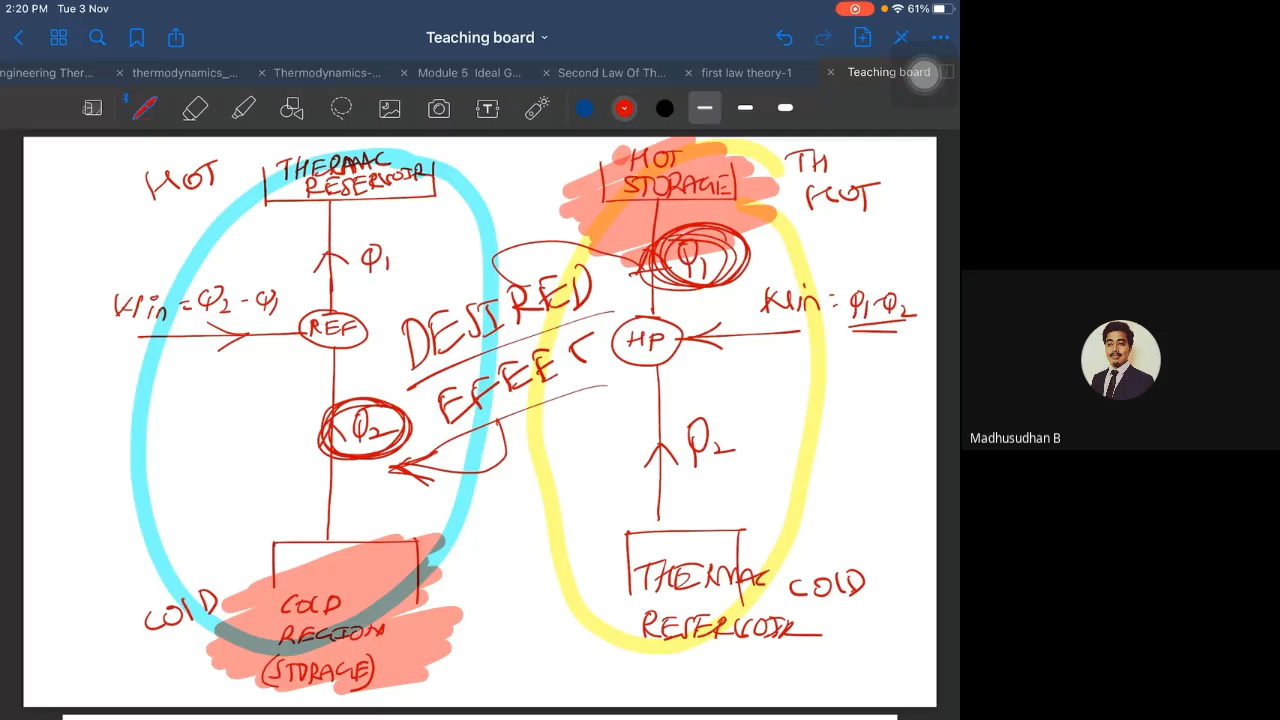 2:20 PM Tue 3 Nov
61%
Teaching board
ngineering Ther...
thermodynamics_...
Thermodynamics-...
Module 5 Ideal G...
Second Law Of Th...
first law theory-1
Teaching board
HOT
THERMAL
RESERVOIR
Q1
Win = Q2 - Q1
REF
Q2
COLD
COLD
REGION
(STORAGE)
DESIRED
EFFECT
HOT
STORAGE
TH
HOT
Q1
Win = Q1-Q2
HP
Q2
THERMAL
RESERVOIR
COLD
Madhusudhan B